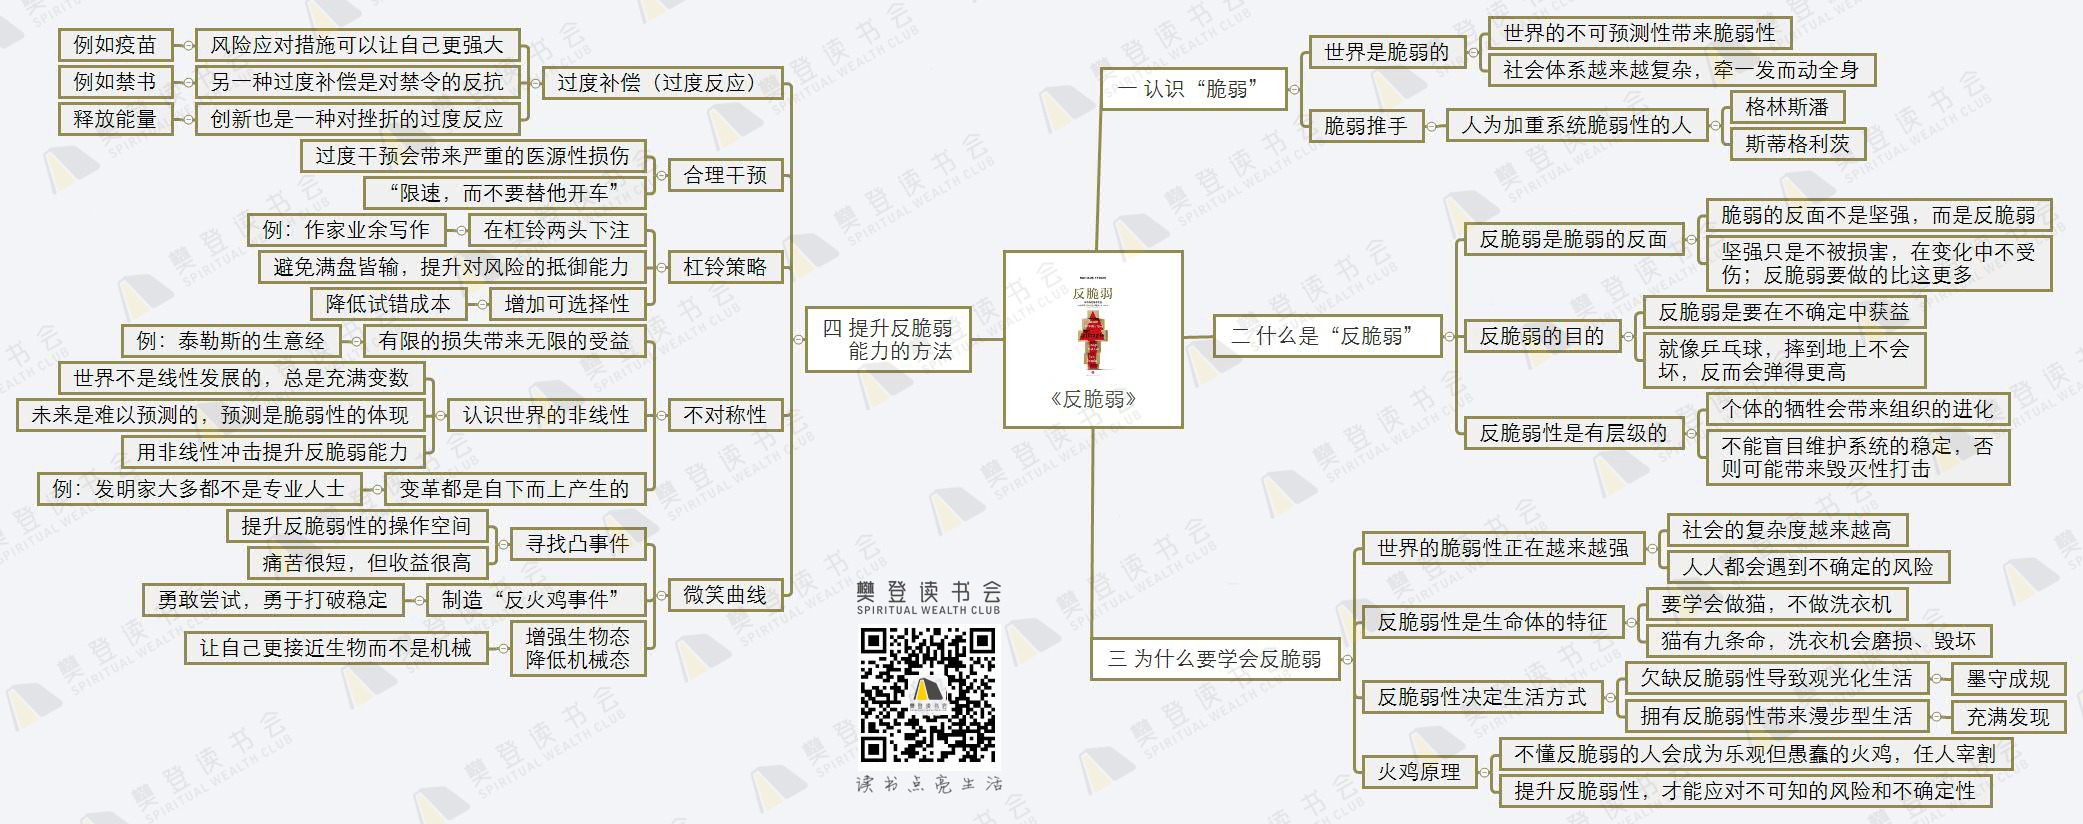 《反脆弱》
反脆弱
一 认识“脆弱”
世界是脆弱的
世界的不可预测性带来脆弱性
社会体系越来越复杂，牵一发而动全身
脆弱推手
人为加重系统脆弱性的人
格林斯潘
斯蒂格利茨
二 什么是“反脆弱”
反脆弱是脆弱的反面
脆弱的反面不是坚强，而是反脆弱
坚强只是不被损害，在变化中不受
伤；反脆弱要做的比这更多
反脆弱的目的
反脆弱是要在不确定中获益
就像乒乓球，摔到地上不会
坏，反而会弹得更高
反脆弱性是有层级的
个体的牺牲会带来组织的进化
不能盲目维护系统的稳定，否
则可能带来毁灭性打击
三 为什么要学会反脆弱
世界的脆弱性正在越来越强
社会的复杂度越来越高
人人都会遇到不确定的风险
反脆弱性是生命体的特征
要学会做猫，不做洗衣机
猫有九条命，洗衣机会磨损、毁坏
反脆弱性决定生活方式
欠缺反脆弱性导致观光化生活
墨守成规
拥有反脆弱性带来漫步型生活
充满发现
火鸡原理
不懂反脆弱的人会成为乐观但愚蠢的火鸡，任人宰割
提升反脆弱性，才能应对不可知的风险和不确定性
四 提升反脆弱
能力的方法
过度补偿（过度反应）
风险应对措施可以让自己更强大
例如疫苗
另一种过度补偿是对禁令的反抗
例如禁书
创新也是一种对挫折的过度反应
释放能量
合理干预
过度干预会带来严重的医源性损伤
“限速，而不要替他开车”
杠铃策略
在杠铃两头下注
例：作家业余写作
避免满盘皆输，提升对风险的抵御能力
增加可选择性
降低试错成本
不对称性
有限的损失带来无限的受益
例：泰勒斯的生意经
认识世界的非线性
世界不是线性发展的，总是充满变数
未来是难以预测的，预测是脆弱性的体现
用非线性冲击提升反脆弱能力
变革都是自下而上产生的
例：发明家大多都不是专业人士
微笑曲线
寻找凸事件
提升反脆弱性的操作空间
痛苦很短，但收益很高
制造“反火鸡事件”
勇敢尝试，勇于打破稳定
增强生物态
降低机械态
让自己更接近生物而不是机械
樊登读书会
SPIRITUAL WEALTH CLUB
樊登读书会
读书点亮生活